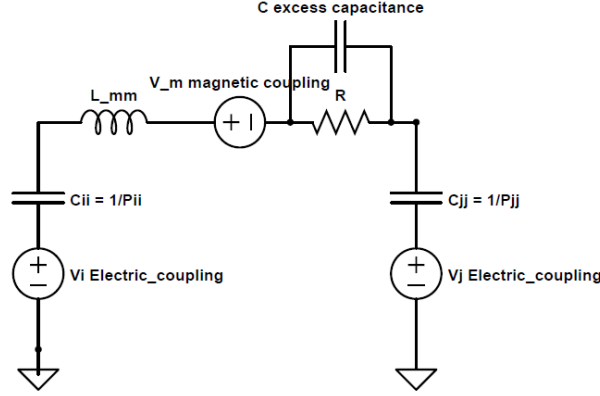 C excess capacitance
V_m magnetic coupling
L_mm
R
Cii = 1/Pii
Cjj = 1/Pjj
Vi Electric_coupling
Vj Electric_coupling